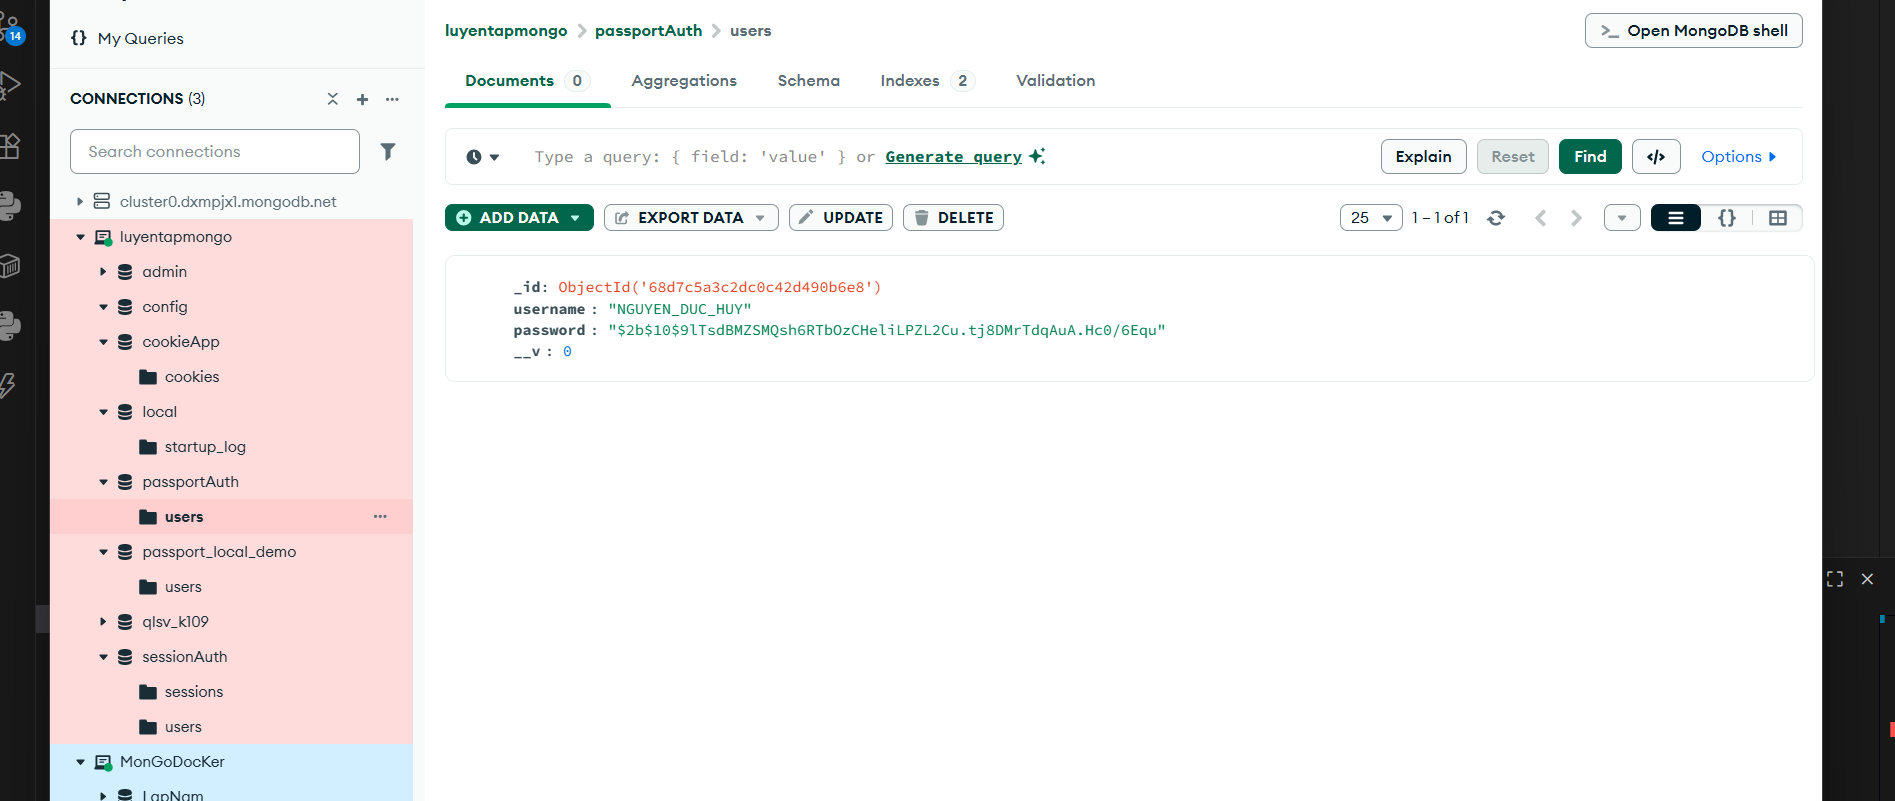 14
{} My Queries
CONNECTIONS (3)
Search connections
cluster0.dxmpjx1.mongodb.net
luyentapmongo
admin
config
cookieApp
cookies
local
startup_log
passportAuth
users
passport_local_demo
users
qlsv_k109
sessionAuth
sessions
users
MonGoDocKer
LapNam
luyentapmongo > passportAuth > users
>_ Open MongoDB shell
Documents 0 Aggregations Schema Indexes 2 Validation
Type a query: { field: 'value' } or Generate query
Explain Reset Find </> Options
ADD DATA EXPORT DATA UPDATE DELETE
25 1 – 1 of 1 {}
_id: ObjectId('68d7c5a3c2dc0c42d490b6e8')
username : "NGUYEN_DUC_HUY"
password : "$2b$10$9lTsdBMZSMQsh6RTbOzCHeliLPZL2Cu.tj8DMrTdqAuA.Hc0/6Equ"
__v : 0